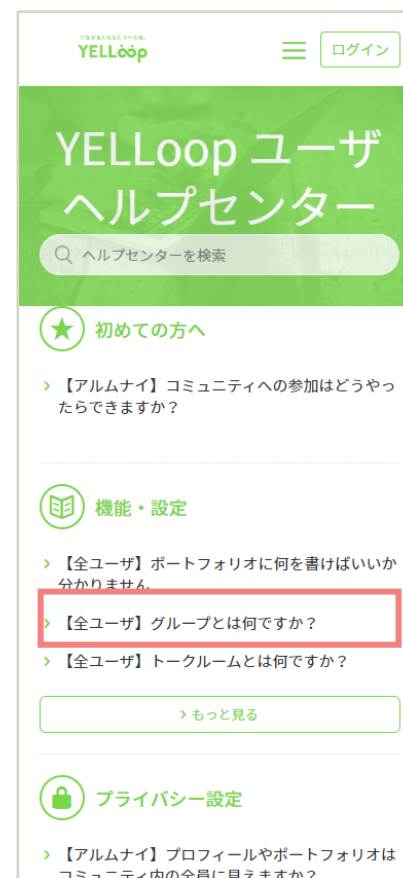 つながる人たちにエールを。
YELLoop
ログイン
YELLoop ユーザ
ヘルプセンター
ヘルプセンターを検索
初めての方へ
【アルムナイ】コミュニティへの参加はどうやっ
たらできますか？
機能・設定
【全ユーザ】ポートフォリオに何を書けばいいか
分かりません
【全ユーザ】グループとは何ですか？
【全ユーザ】トークルームとは何ですか？
もっと見る
プライバシー設定
【アルムナイ】プロフィールやポートフォリオは
コミュニティ内の全員に見えますか？